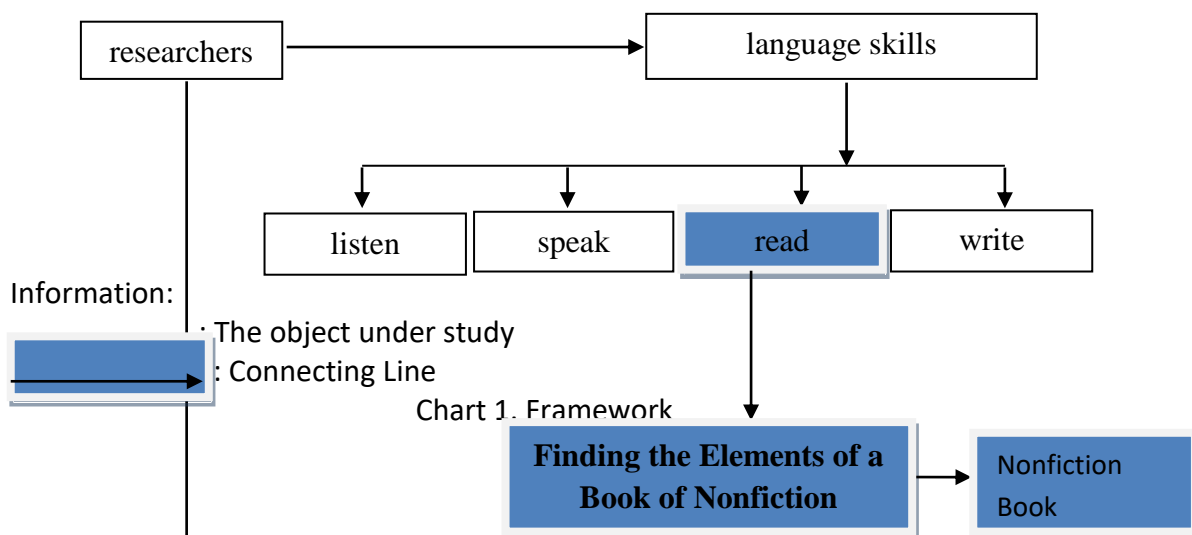 researchers
language skills
listen
speak
read
write
Information:
: The object under study
: Connecting Line
Chart 1. Framework
Finding the Elements of a
Book of Nonfiction
Nonfiction
Book